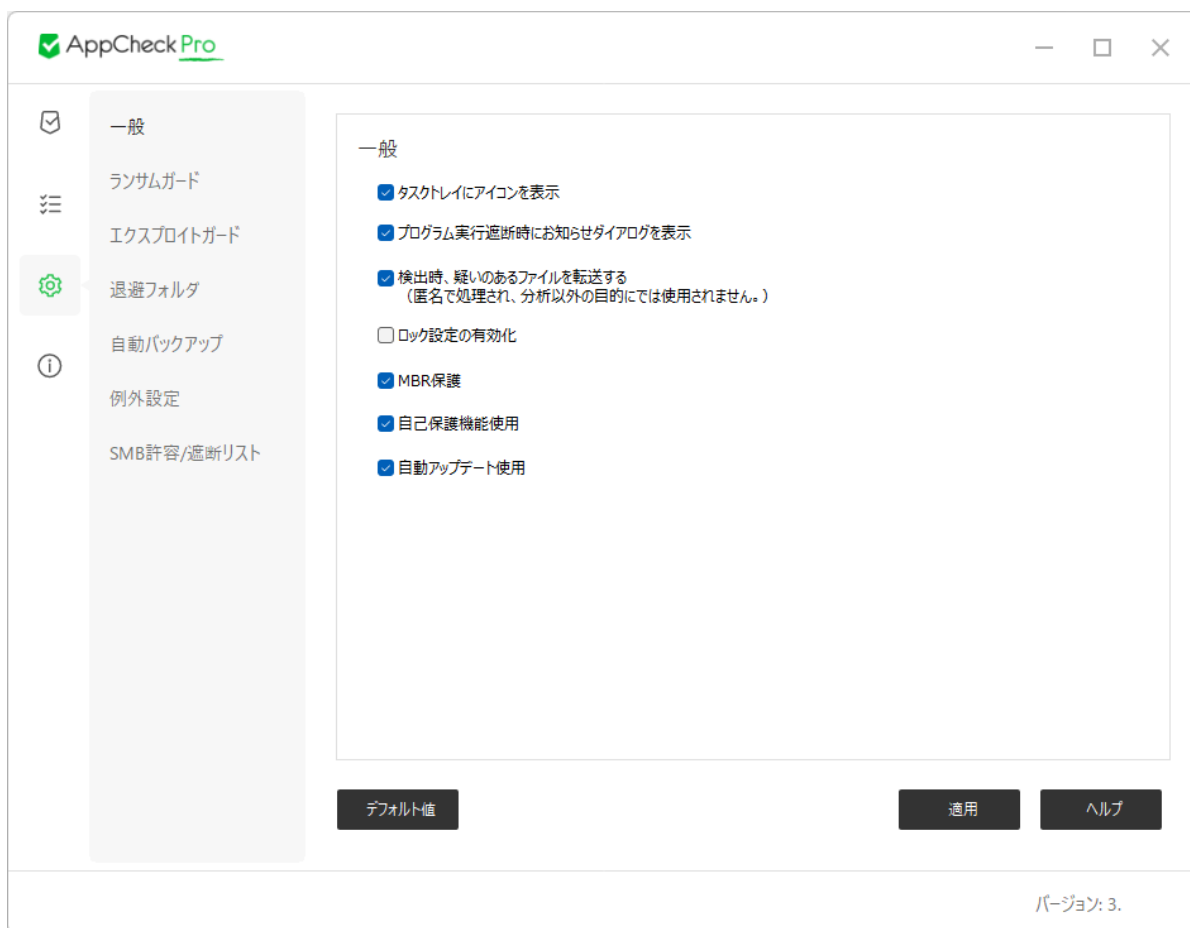 AppCheck Pro
一般
ランサムガード
エクスプロイトガード
退避フォルダ
自動バックアップ
例外設定
SMB許容/遮断リスト
一般
タスクトレイにアイコンを表示
プログラム実行遮断時にお知らせダイアログを表示
検出時、疑いのあるファイルを転送する
（匿名で処理され、分析以外の目的にでは使用されません。）
ロック設定の有効化
MBR保護
自己保護機能使用
自動アップデート使用
デフォルト値
適用
ヘルプ
バージョン: 3.